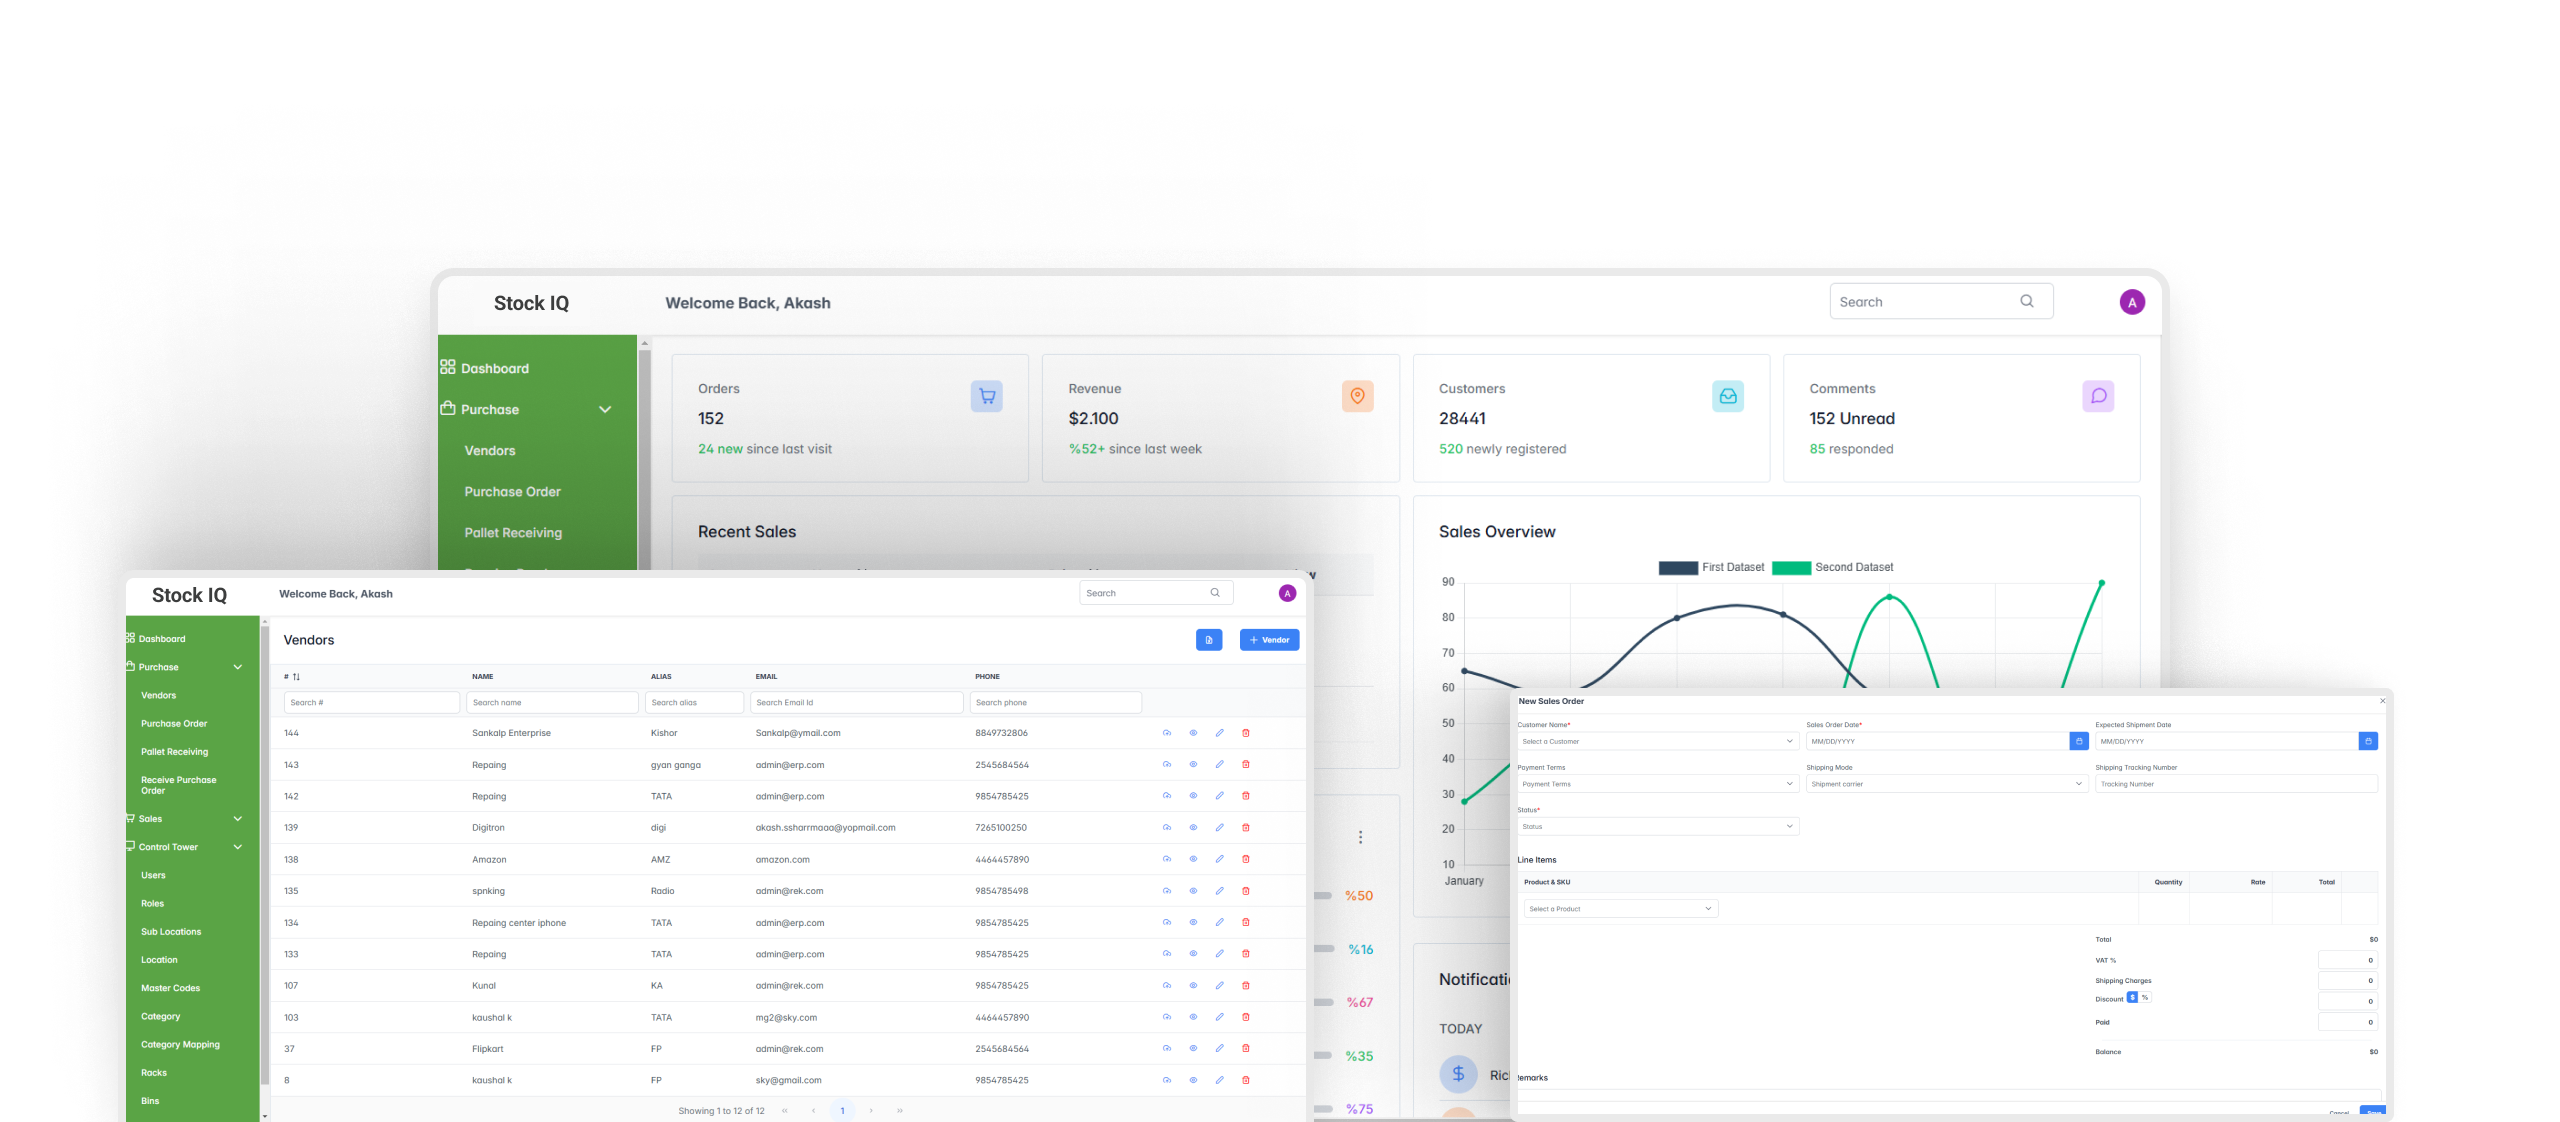 Stock IQ
Welcome Back, Akash
Search
A
Dashboard
Purchase
Vendors
Purchase Order
Pallet Receiving
Orders
152
24 new since last visit
Revenue
$2.100
%52+ since last week
Customers
28441
520 newly registered
Comments
152 Unread
85 responded
Recent Sales
Sales Overview
First Dataset Second Dataset
90
80
70
60
50
40
30
20
10
January
%50
%16
%67
%35
%75
TODAY
$
Stock IQ
Welcome Back, Akash
Search
A
Dashboard
Purchase
Vendors
Purchase Order
Pallet Receiving
Receive Purchase
Order
Sales
Control Tower
Users
Roles
Sub Locations
Location
Master Codes
Category
Category Mapping
Racks
Bins
Vendors
+ Vendor
# NAME ALIAS EMAIL PHONE
Search # Search name Search alias Search Email Id Search phone
144 Sankalp Enterprise Kishor Sankalp@ymail.com 8849732806
143 Repaing gyan ganga admin@erp.com 2545684564
142 Repaing TATA admin@erp.com 9854785425
139 Digitron digi akash.ssharrmaaa@yopmail.com 7265100250
138 Amazon AMZ amazon.com 4464457890
135 spnking Radio admin@rek.com 9854785498
134 Repaing center iphone TATA admin@erp.com 9854785425
133 Repaing TATA admin@erp.com 9854785425
107 Kunal KA admin@rek.com 9854785425
103 kaushal k TATA mg2@sky.com 4464457890
37 Flipkart FP admin@rek.com 2545684564
8 kaushal k FP sky@gmail.com 9854785425
Showing 1 to 12 of 12 « ‹ 1 › »
New Sales Order
Customer Name* Sales Order Date* Expected Shipment Date
Select a Customer MM/DD/YYYY MM/DD/YYYY
Payment Terms Shipping Mode Shipping Tracking Number
Payment Terms Shipment carrier Tracking Number
Status*
Status
Line Items
Product & SKU Quantity Rate Total
Select a Product
Total $0
VAT % 0
Shipping Charges 0
Discount $ % 0
Paid 0
Balance $0